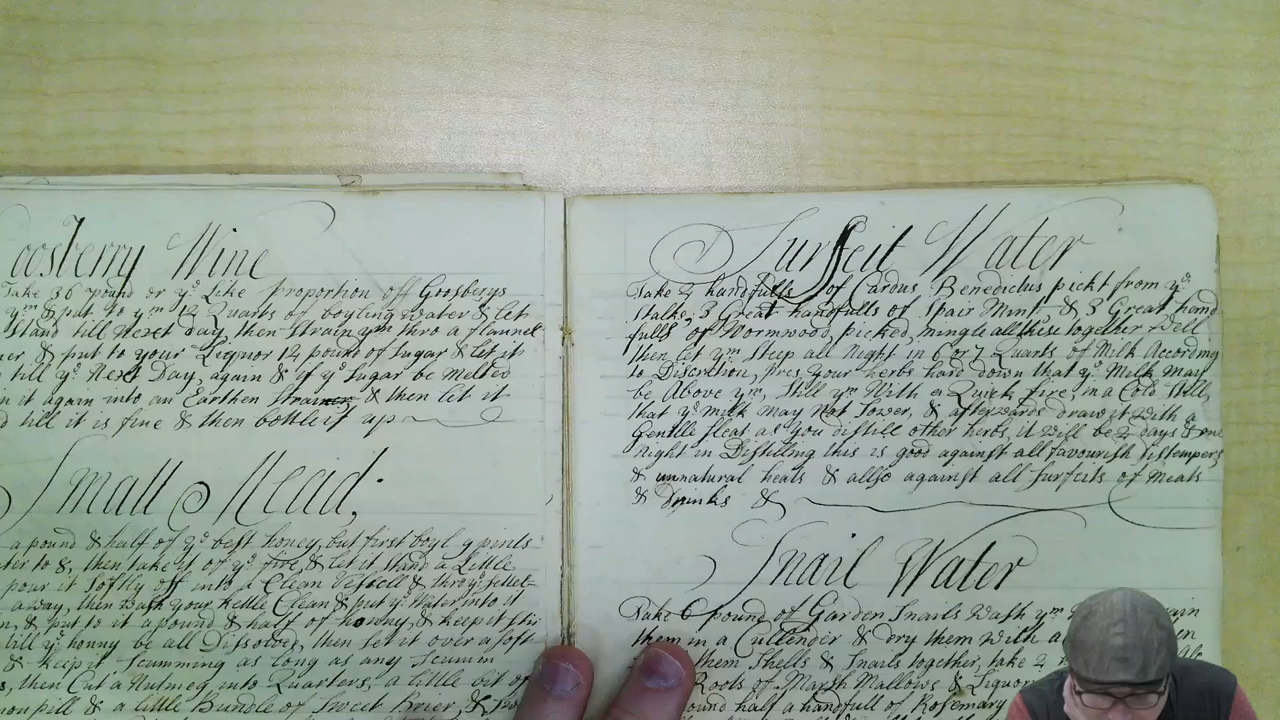 oosberry Wine
Take 36 pound or yᵉ Like proportion off Goosberys
yᵐ & put to yᵐ 12 Quarts of boyling water & let
stand till Next day, then strain yᵐ thro a flannel
& put to your Liquor 12 pound of Sugar & let it
till yᵉ Next Day, again & if yᵉ Sugar be Melted
it again into an Earthen strainer & then let it
till it is fine & then bottle it up
Small Mead;
a pound & half of yᵉ best honey, but first boyl 9 pints
to &, then take it of yᵉ fire, & let it stand a Little
pour it Softly off into a Clean Vessell & throw
away, then Wash your Kettle Clean & put yᵉ Water into it
& put to it a pound & half of honny, & keep it
till yᵉ honny be all Dissolved, then set it over a soft
& keep it scumming as long as any Scumm
then Cut a Nutmeg into Quarters, a little bit of
pill & a little Bundle of Sweet Brier, &
Surfeit Water
Take 4 handfulls of Cardus Benedictus pickt from yᵉ
Stalks, 3 Great handfulls of Spair Mint, & 3 Great hand
fulls of Wormwood, picked, mingle all these together Well
then let yᵐ Steep all Night in 6 or 7 Quarts of Milk According
to Discretion, pres your herbs hard down that yᵉ Milk may
be Above yᵐ, Still yᵐ With a Quick fire, in a Cold Still,
that yᵉ milk may Not Sower, & afterwards draw it With a
Gentlle Heat as you distill other herbs, it Will be 2 days & one
Night in Distilling this is good against all favourish distempers
& unnatural heats & allso against all surfeits of Meats
& Drinks &
Snail Water
Take 6 pound of Garden Snails Wash yᵐ
them in a Cullender & dry them With a
them Shells & Snails together, take 2
Roots of Marsh Mallows & Liquor
pound half a handfull of Rosemary